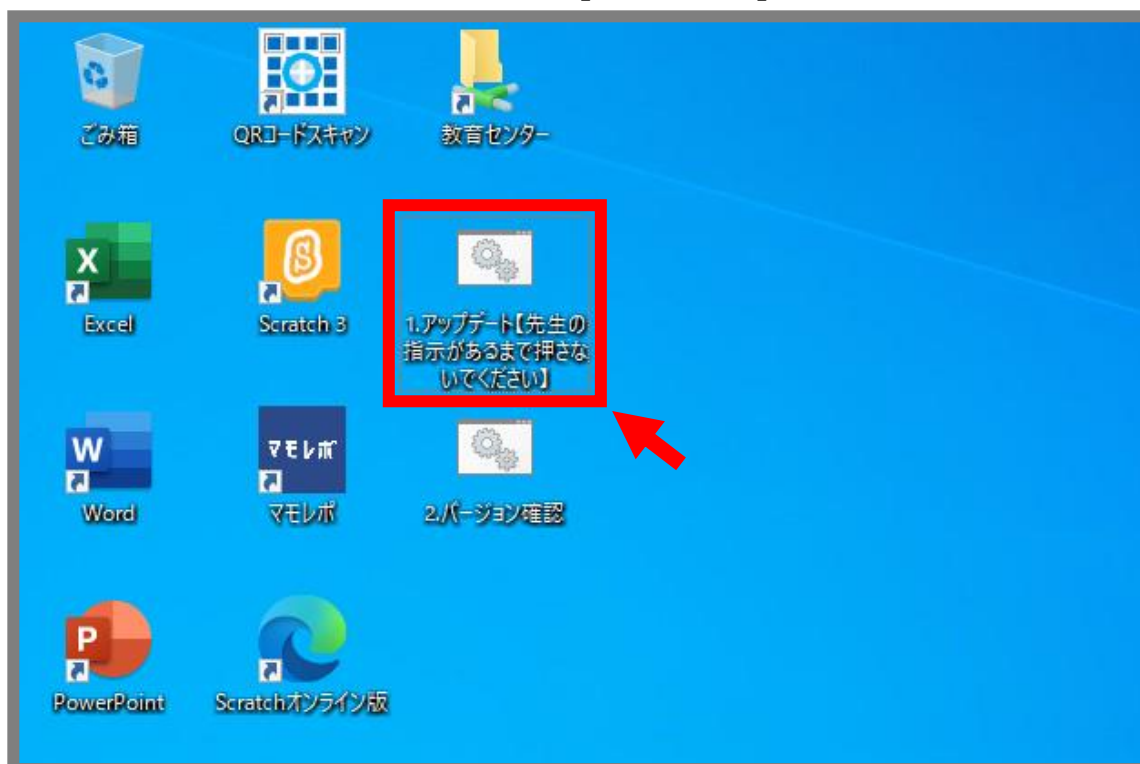 ごみ箱
QRコードスキャン
教育センター
X
Excel
S
Scratch 3
1.アップデート【先生の
指示があるまで押さな
いでください】
W
Word
マモレポ
マモレポ
2.バージョン確認
P
PowerPoint
Scratchオンライン版